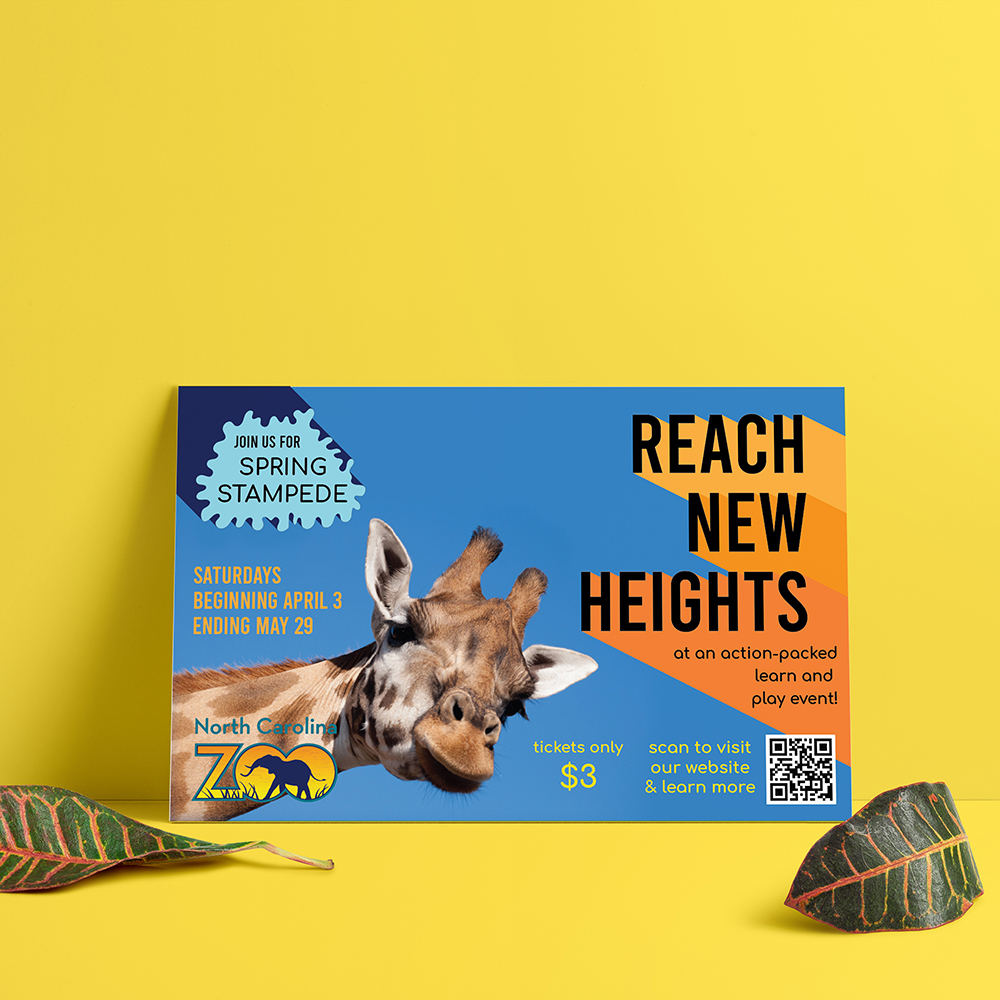 JOIN US FOR
SPRING
STAMPEDE
REACH
NEW
HEIGHTS
at an action-packed
learn and
play event!
SATURDAYS
BEGINNING APRIL 3
ENDING MAY 29
North Carolina
ZOO
tickets only
$3
scan to visit
our website
& learn more